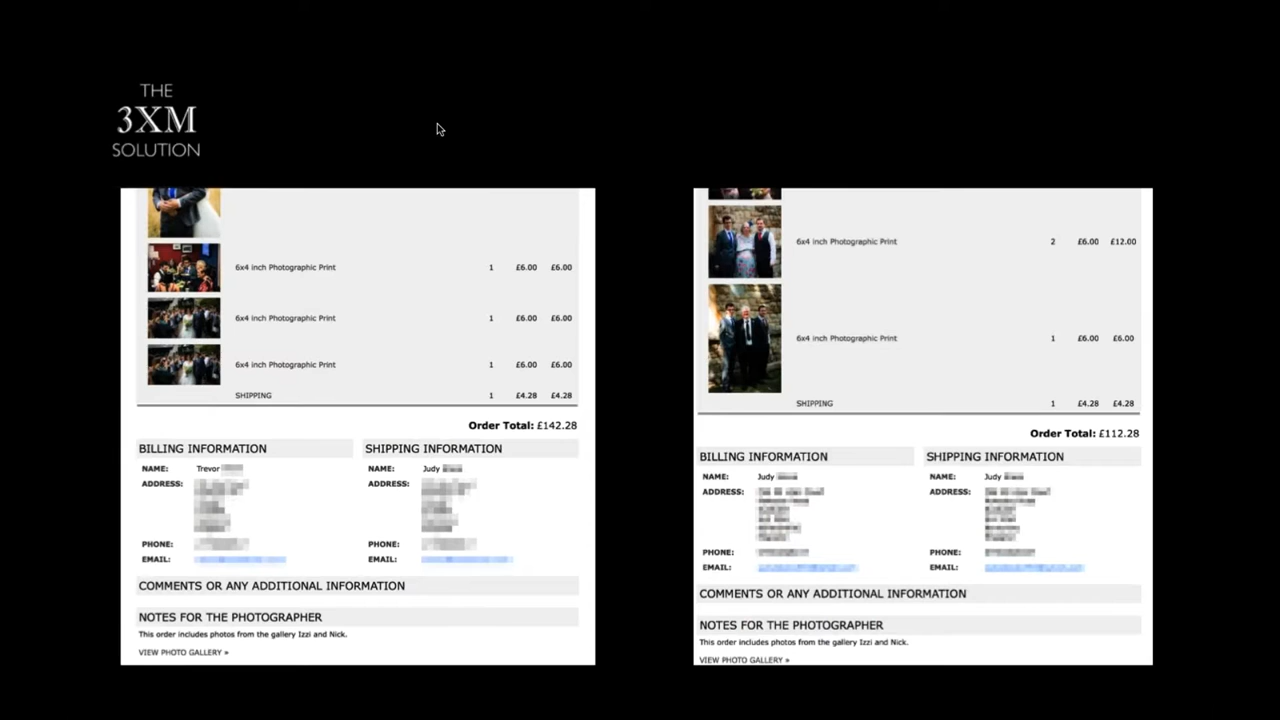 THE
3XM
SOLUTION
6x4 inch Photographic Print 1 £6.00 £6.00
6x4 inch Photographic Print 1 £6.00 £6.00
6x4 inch Photographic Print 1 £6.00 £6.00
SHIPPING 1 £4.28 £4.28
Order Total: £142.28
BILLING INFORMATION SHIPPING INFORMATION
NAME: Trevor NAME: Judy
ADDRESS: ADDRESS:
PHONE: PHONE:
EMAIL: EMAIL:
COMMENTS OR ANY ADDITIONAL INFORMATION
NOTES FOR THE PHOTOGRAPHER
This order includes photos from the gallery Izzi and Nick.
VIEW PHOTO GALLERY »
6x4 inch Photographic Print 2 £6.00 £12.00
6x4 inch Photographic Print 1 £6.00 £6.00
SHIPPING 1 £4.28 £4.28
Order Total: £112.28
BILLING INFORMATION SHIPPING INFORMATION
NAME: Judy NAME: Judy
ADDRESS: ADDRESS:
PHONE: PHONE:
EMAIL: EMAIL:
COMMENTS OR ANY ADDITIONAL INFORMATION
NOTES FOR THE PHOTOGRAPHER
This order includes photos from the gallery Izzi and Nick.
VIEW PHOTO GALLERY »